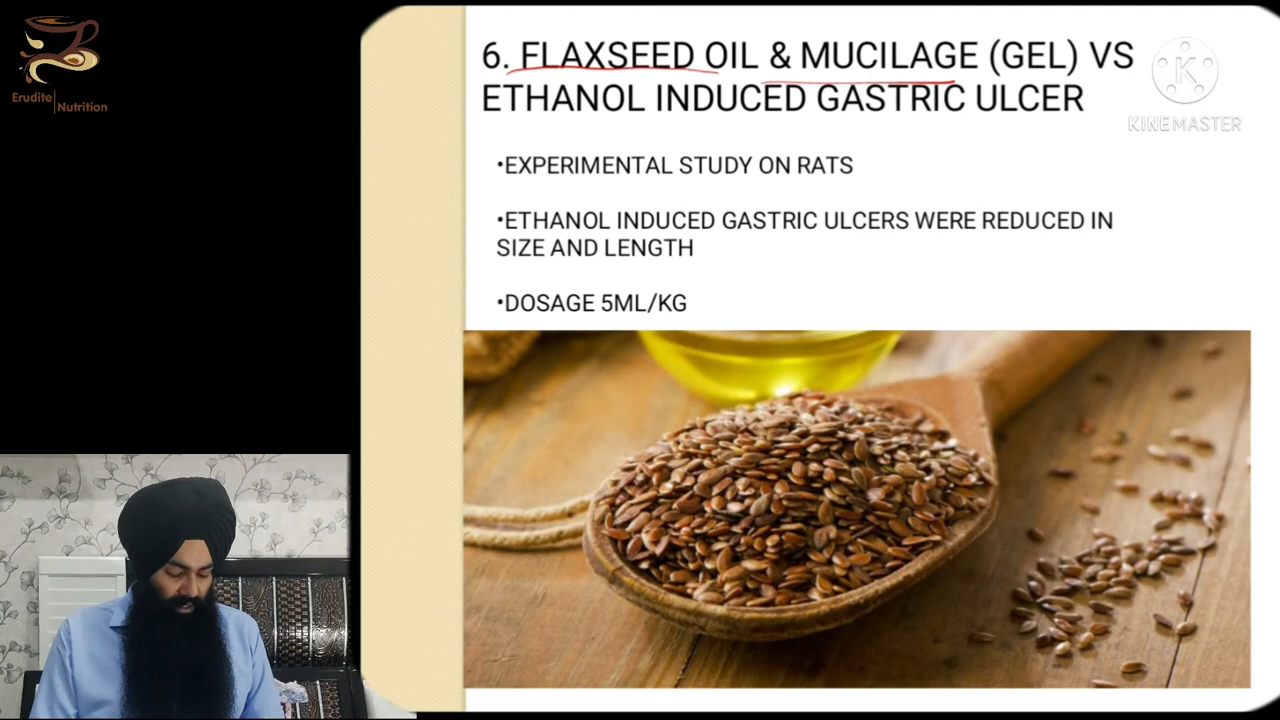 Erudite Nutrition
6. FLAXSEED OIL & MUCILAGE (GEL) VS
ETHANOL INDUCED GASTRIC ULCER
KINEMASTER
•EXPERIMENTAL STUDY ON RATS
•ETHANOL INDUCED GASTRIC ULCERS WERE REDUCED IN
SIZE AND LENGTH
•DOSAGE 5ML/KG